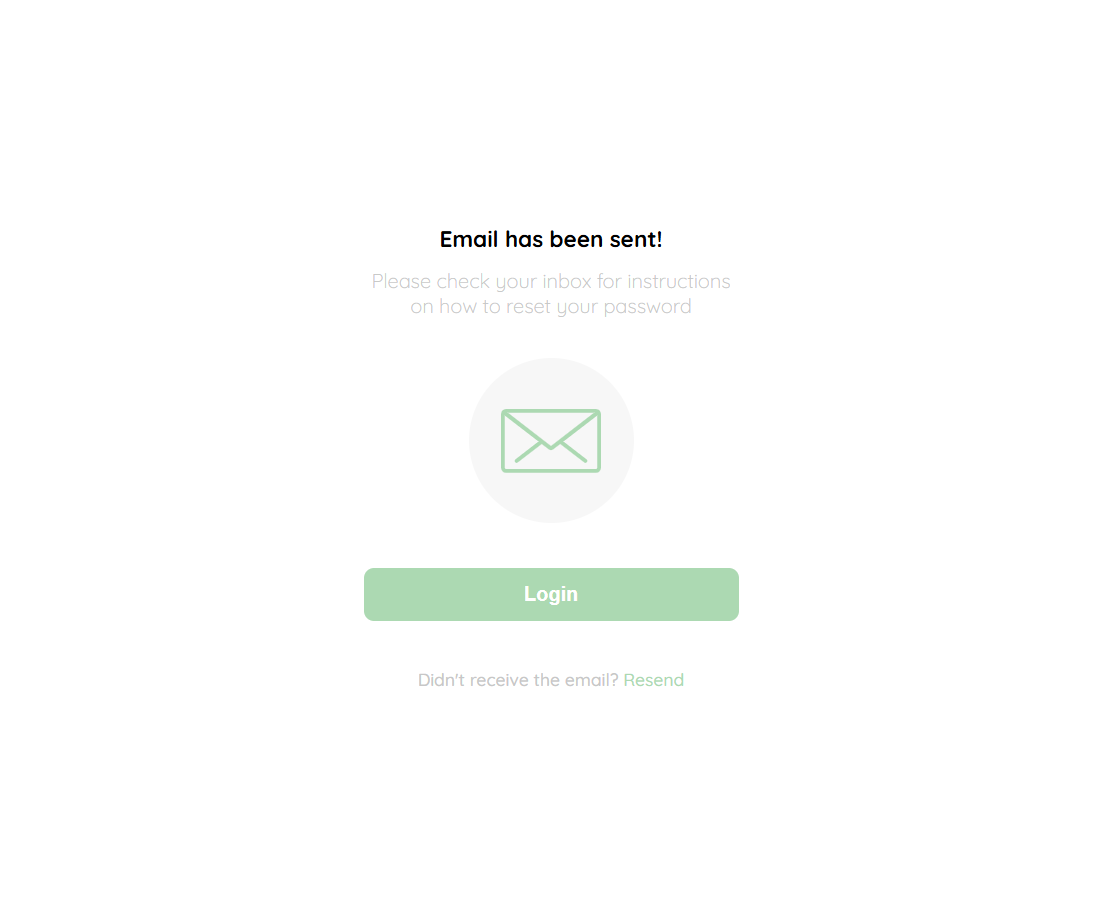 Email has been sent!
Please check your inbox for instructions
on how to reset your password
Login
Didn't receive the email? Resend